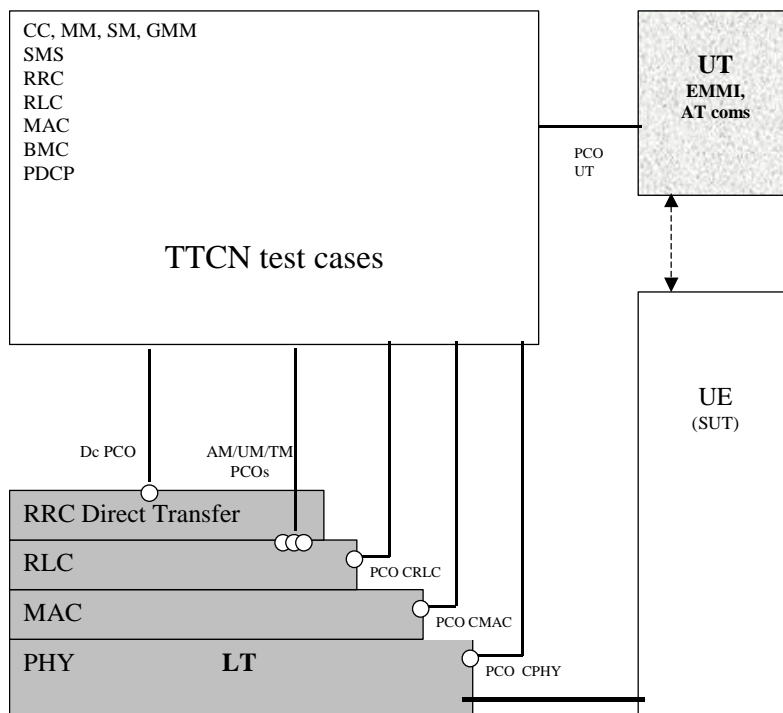 CC, MM, SM, GMM
SMS
RRC
RLC
MAC
BMC
PDCP
TTCN test cases
UT
EMMI,
AT coms
PCO
UT
UE
(SUT)
Dc PCO
AM/UM/TM
PCOs
RRC Direct Transfer
RLC
PCO CRLC
MAC
PCO CMAC
PHY
LT
PCO CPHY